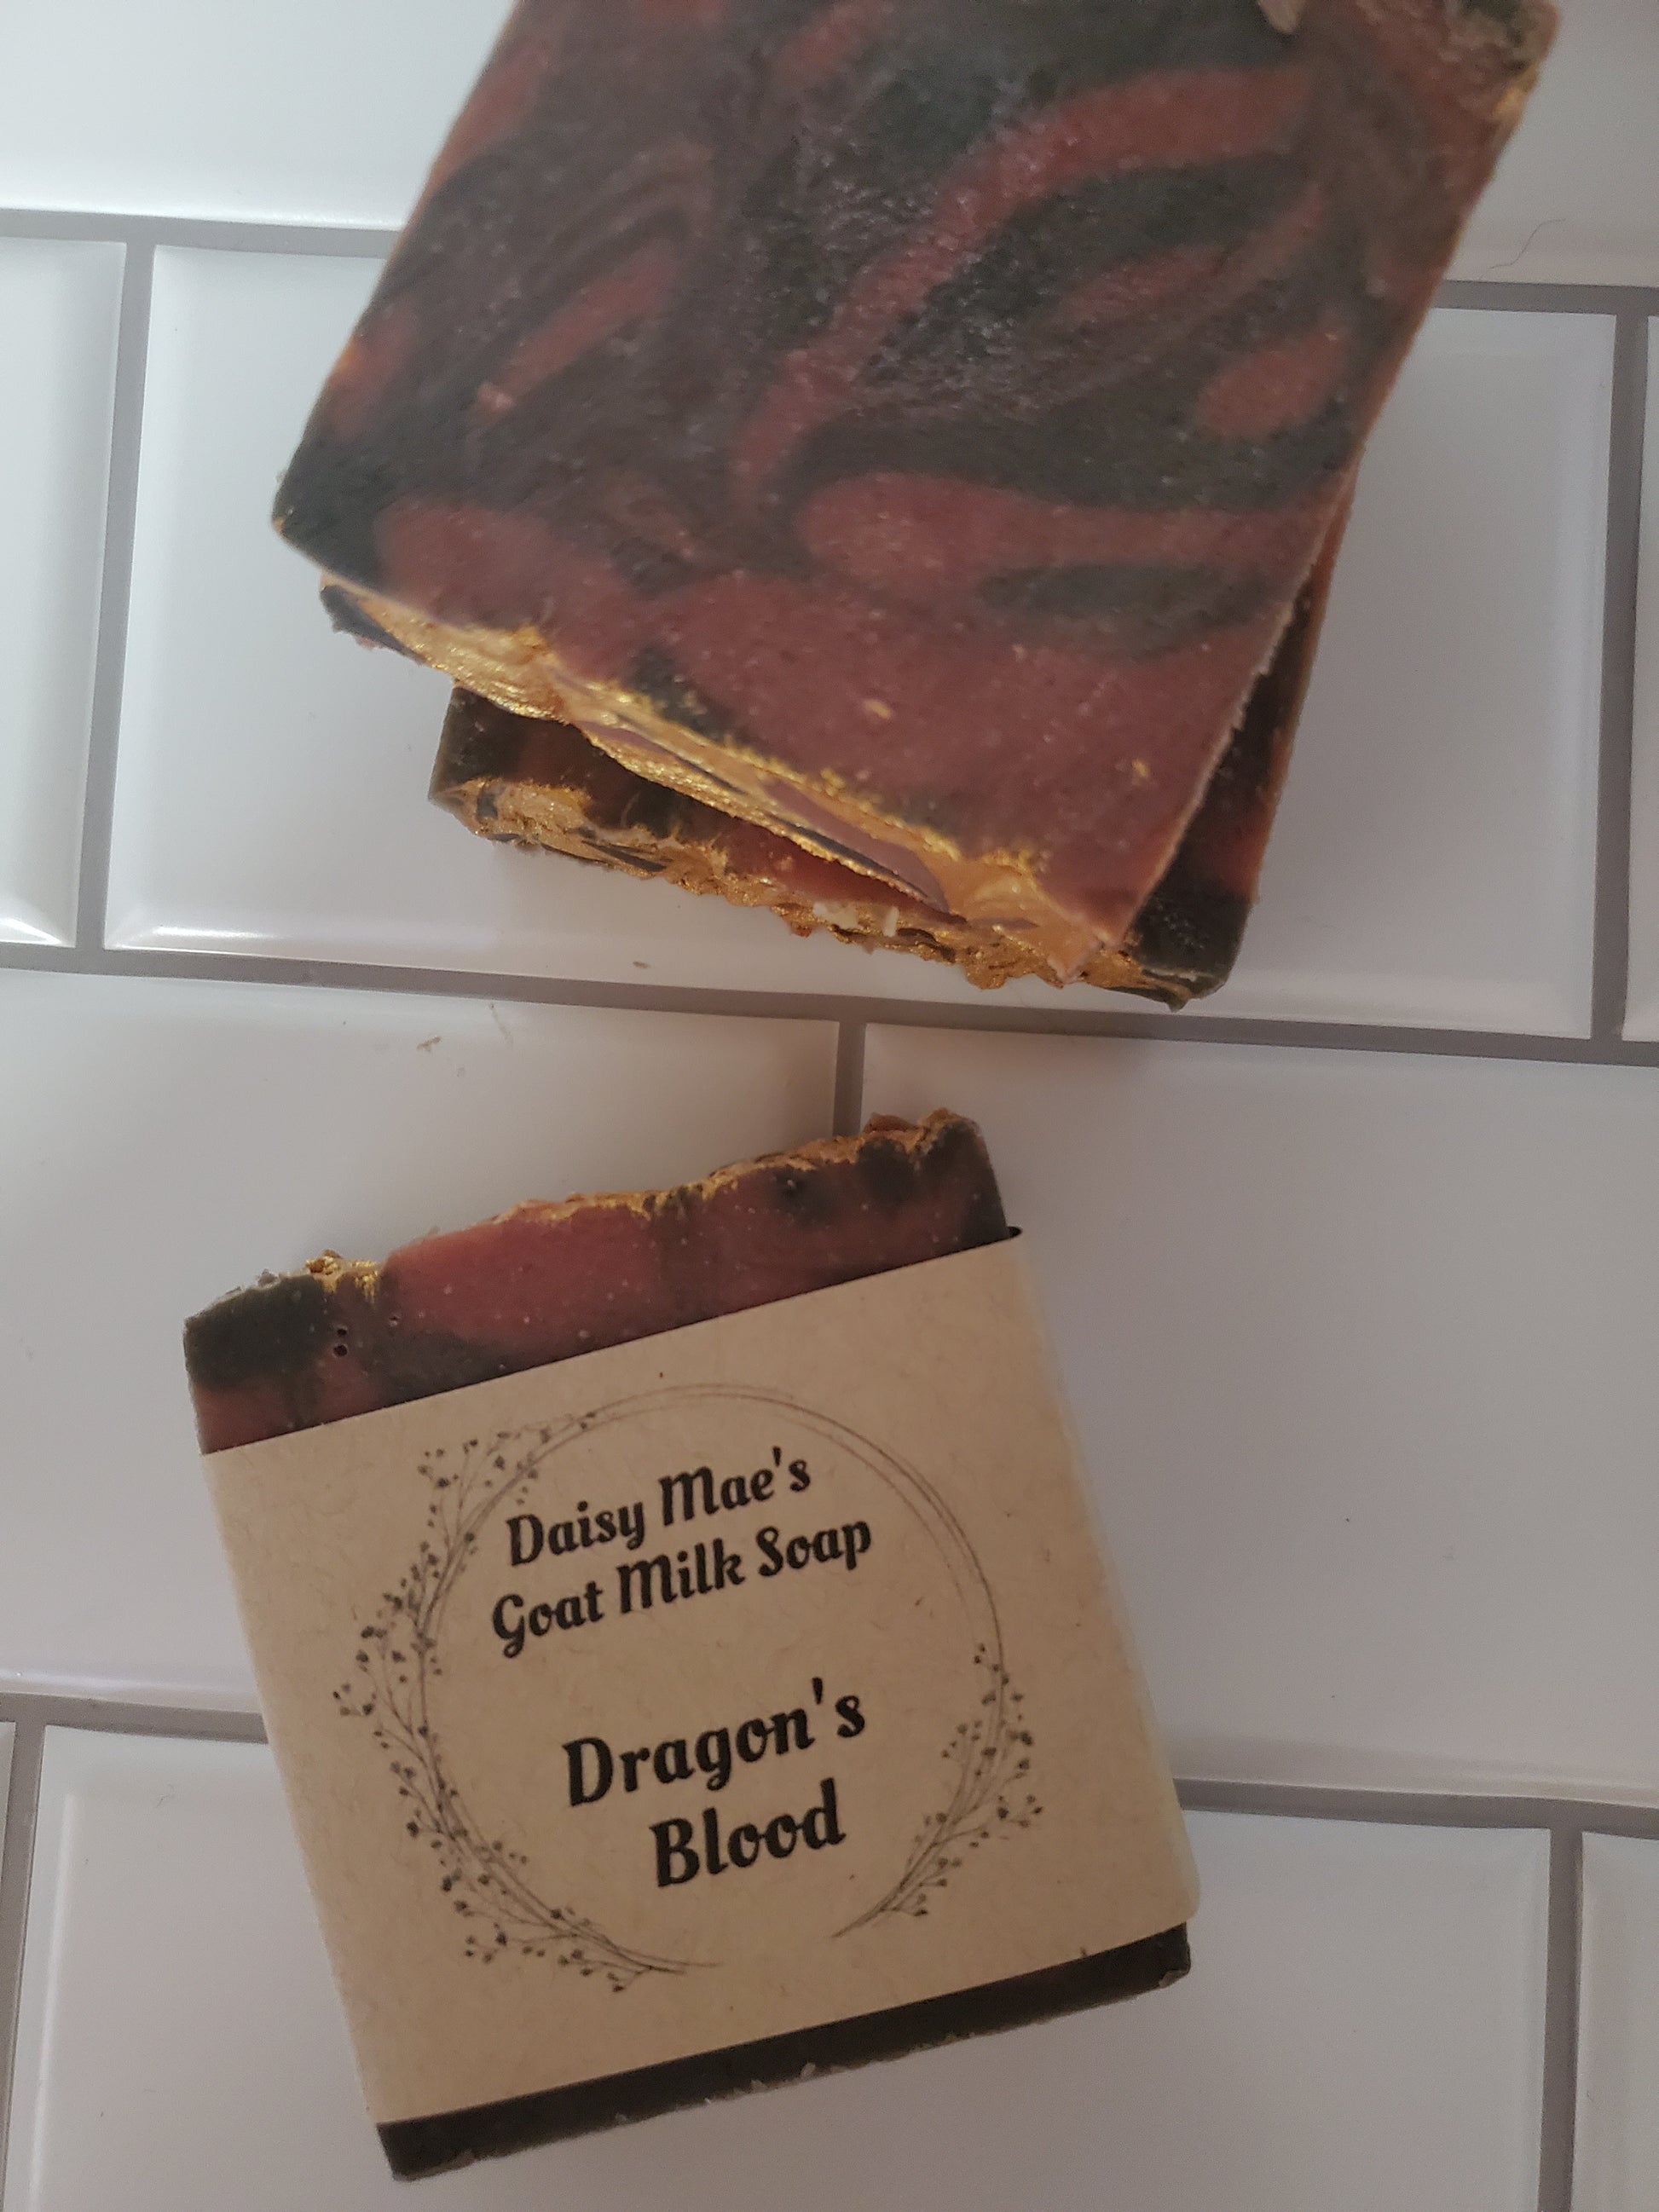 Daisy Mae's
Goat Milk Soap
Dragon's
Blood